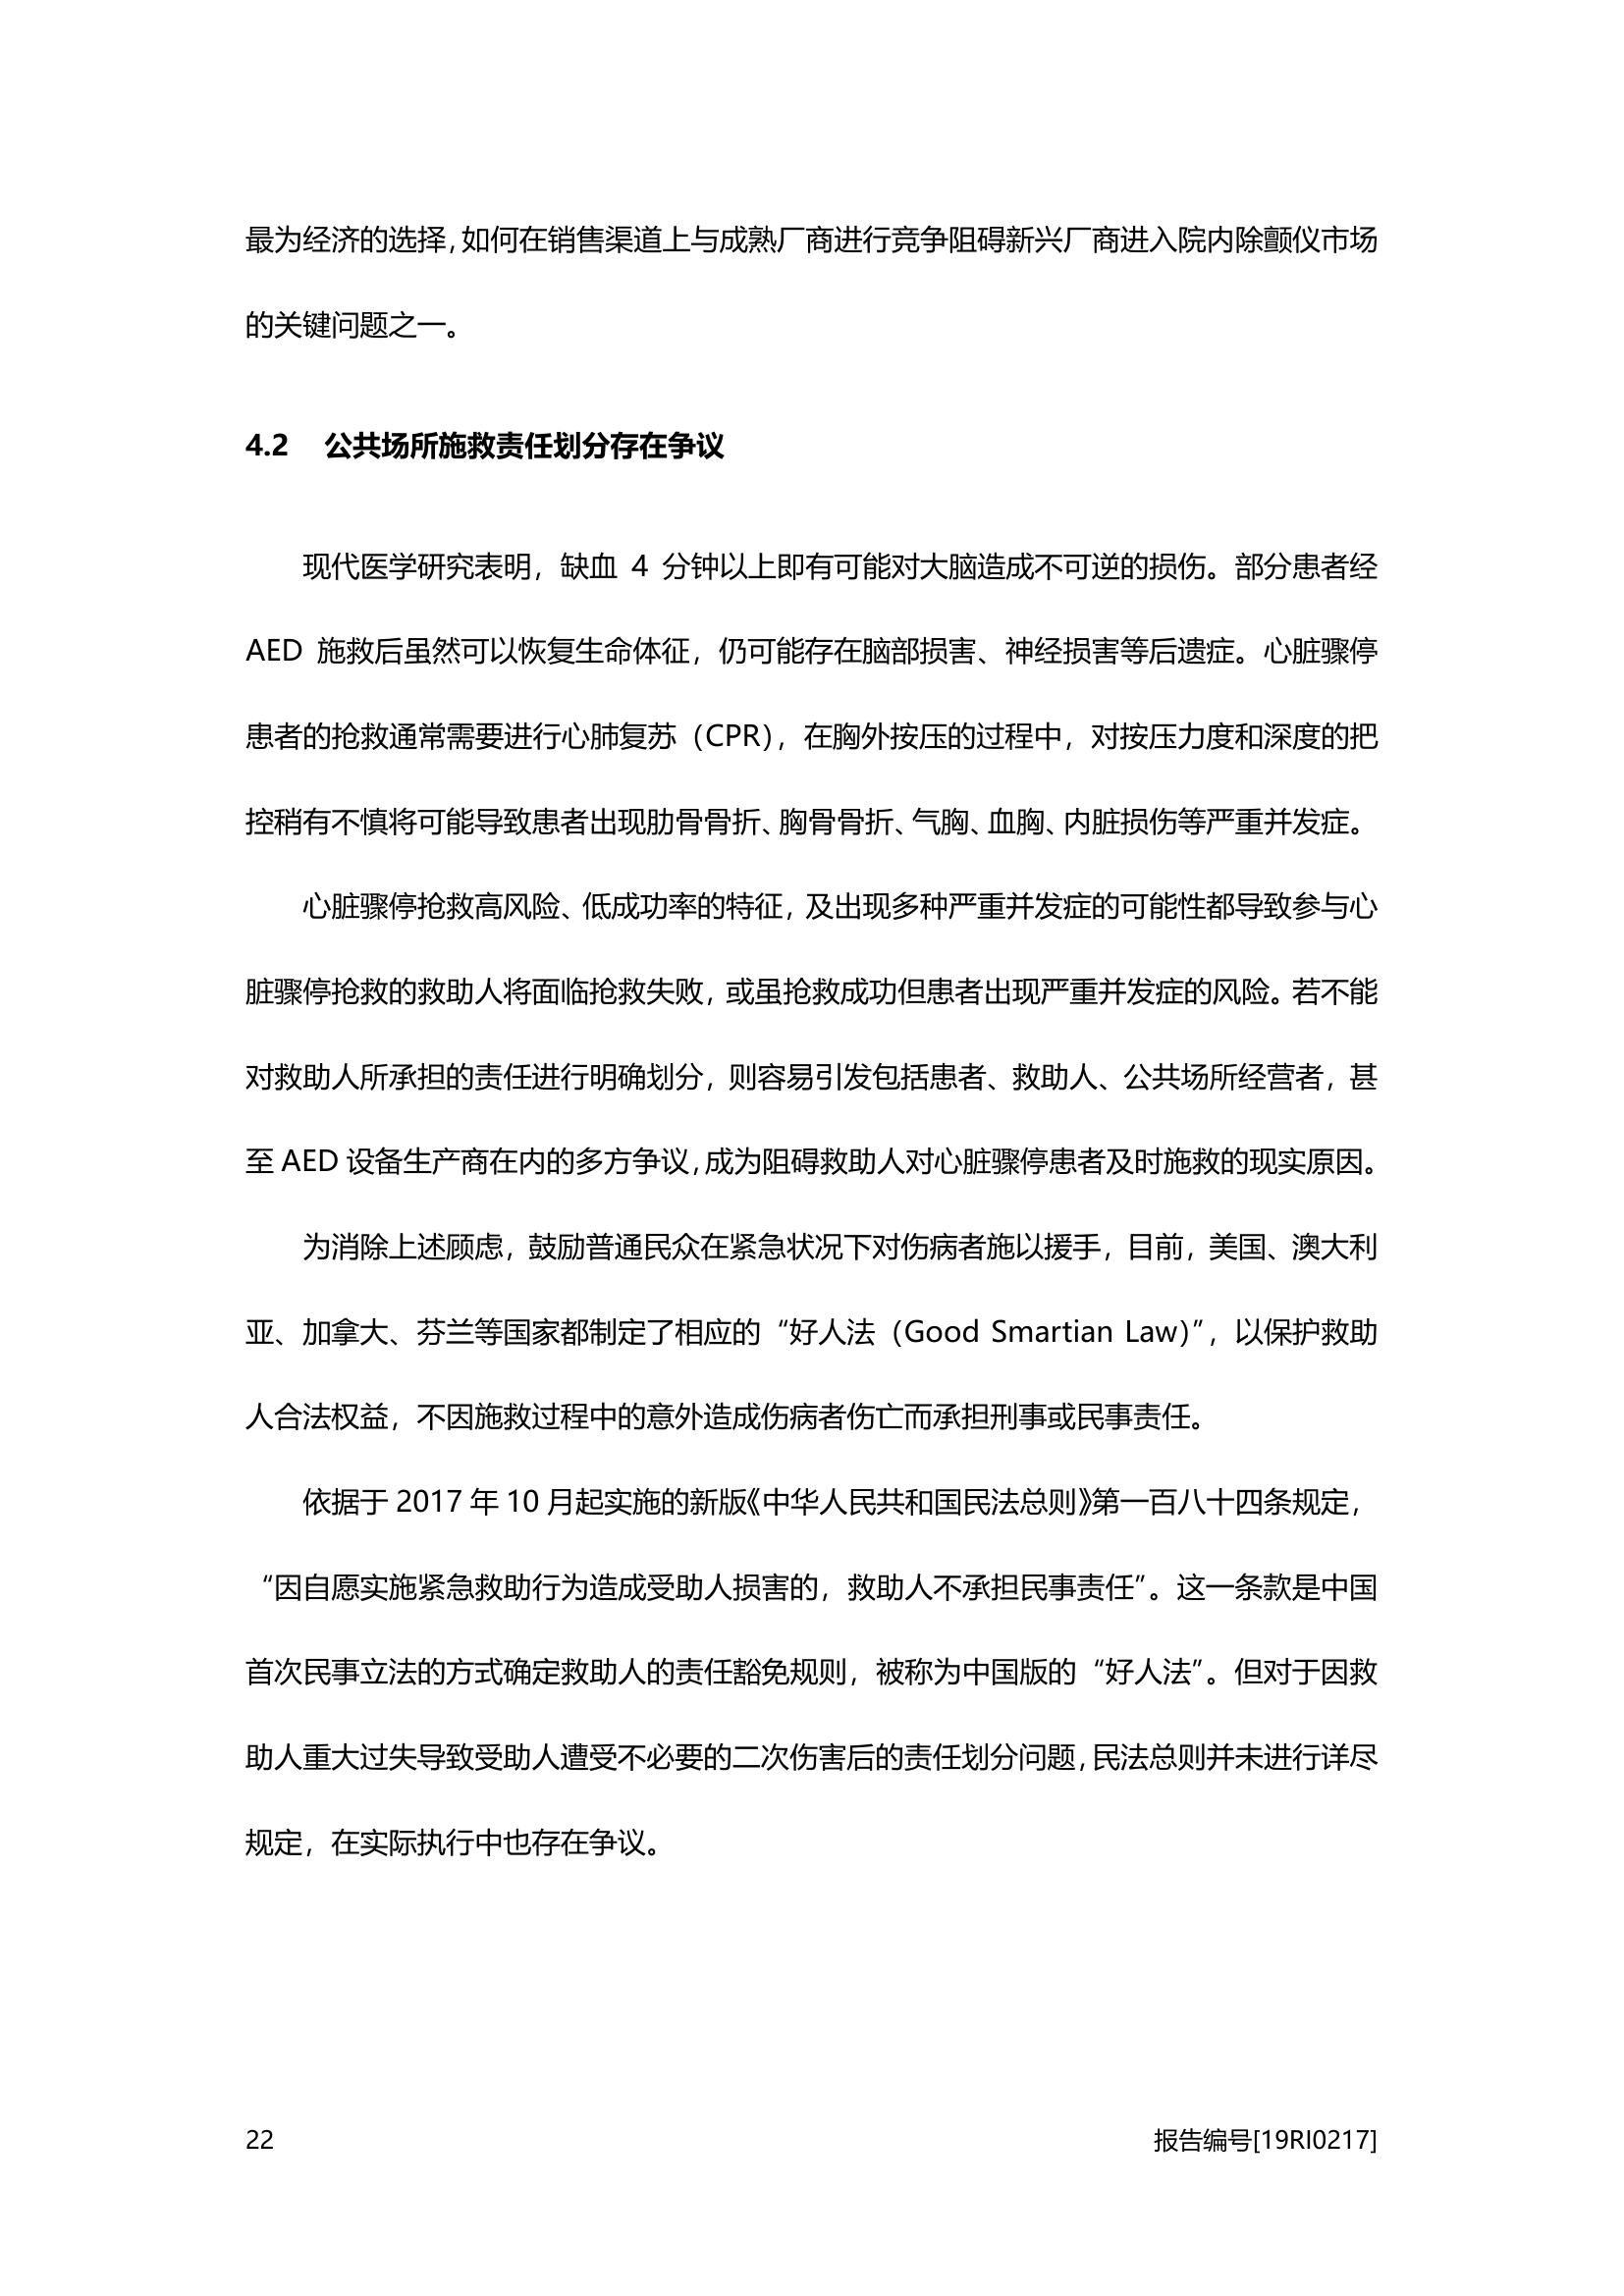 最为经济的选择，如何在销售渠道上与成熟厂商进行竞争阻碍新兴厂商进入院内除颤仪市场
的关键问题之一。
4.2 公共场所施救责任划分存在争议
现代医学研究表明，缺血 4 分钟以上即有可能对大脑造成不可逆的损伤。部分患者经
AED 施救后虽然可以恢复生命体征，仍可能存在脑部损害、神经损害等后遗症。心脏骤停
患者的抢救通常需要进行心肺复苏（CPR），在胸外按压的过程中，对按压力度和深度的把
控稍有不慎将可能导致患者出现肋骨骨折、胸骨骨折、气胸、血胸、内脏损伤等严重并发症。
心脏骤停抢救高风险、低成功率的特征，及出现多种严重并发症的可能性都导致参与心
脏骤停抢救的救助人将面临抢救失败，或虽抢救成功但患者出现严重并发症的风险。若不能
对救助人所承担的责任进行明确划分，则容易引发包括患者、救助人、公共场所经营者，甚
至 AED 设备生产商在内的多方争议，成为阻碍救助人对心脏骤停患者及时施救的现实原因。
为消除上述顾虑，鼓励普通民众在紧急状况下对伤病者施以援手，目前，美国、澳大利
亚、加拿大、芬兰等国家都制定了相应的“好人法（Good Smartian Law）”，以保护救助
人合法权益，不因施救过程中的意外造成伤病者伤亡而承担刑事或民事责任。
依据于 2017 年 10 月起实施的新版《中华人民共和国民法总则》第一百八十四条规定，
“因自愿实施紧急救助行为造成受助人损害的，救助人不承担民事责任”。这一条款是中国
首次民事立法的方式确定救助人的责任豁免规则，被称为中国版的“好人法”。但对于因救
助人重大过失导致受助人遭受不必要的二次伤害后的责任划分问题，民法总则并未进行详尽
规定，在实际执行中也存在争议。
22 报告编号[19RI0217]